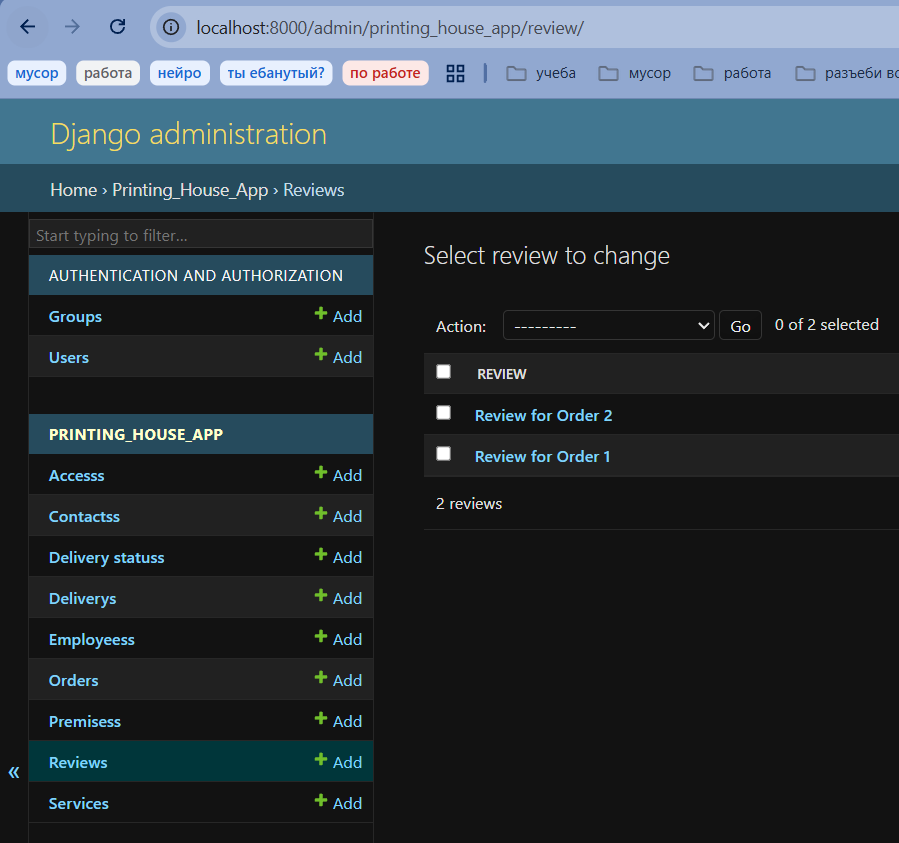 localhost:8000/admin/printing_house_app/review/
мусор работа нейро ты ебанутый? по работе учеба мусор работа разъеби вс
Django administration
Home › Printing_House_App › Reviews
Start typing to filter...
AUTHENTICATION AND AUTHORIZATION
Groups + Add
Users + Add
PRINTING_HOUSE_APP
Accesss + Add
Contactss + Add
Delivery statuss + Add
Deliverys + Add
Employeess + Add
Orders + Add
Premisess + Add
Reviews + Add
Services + Add
«
Select review to change
Action: --------- Go 0 of 2 selected
REVIEW
Review for Order 2
Review for Order 1
2 reviews